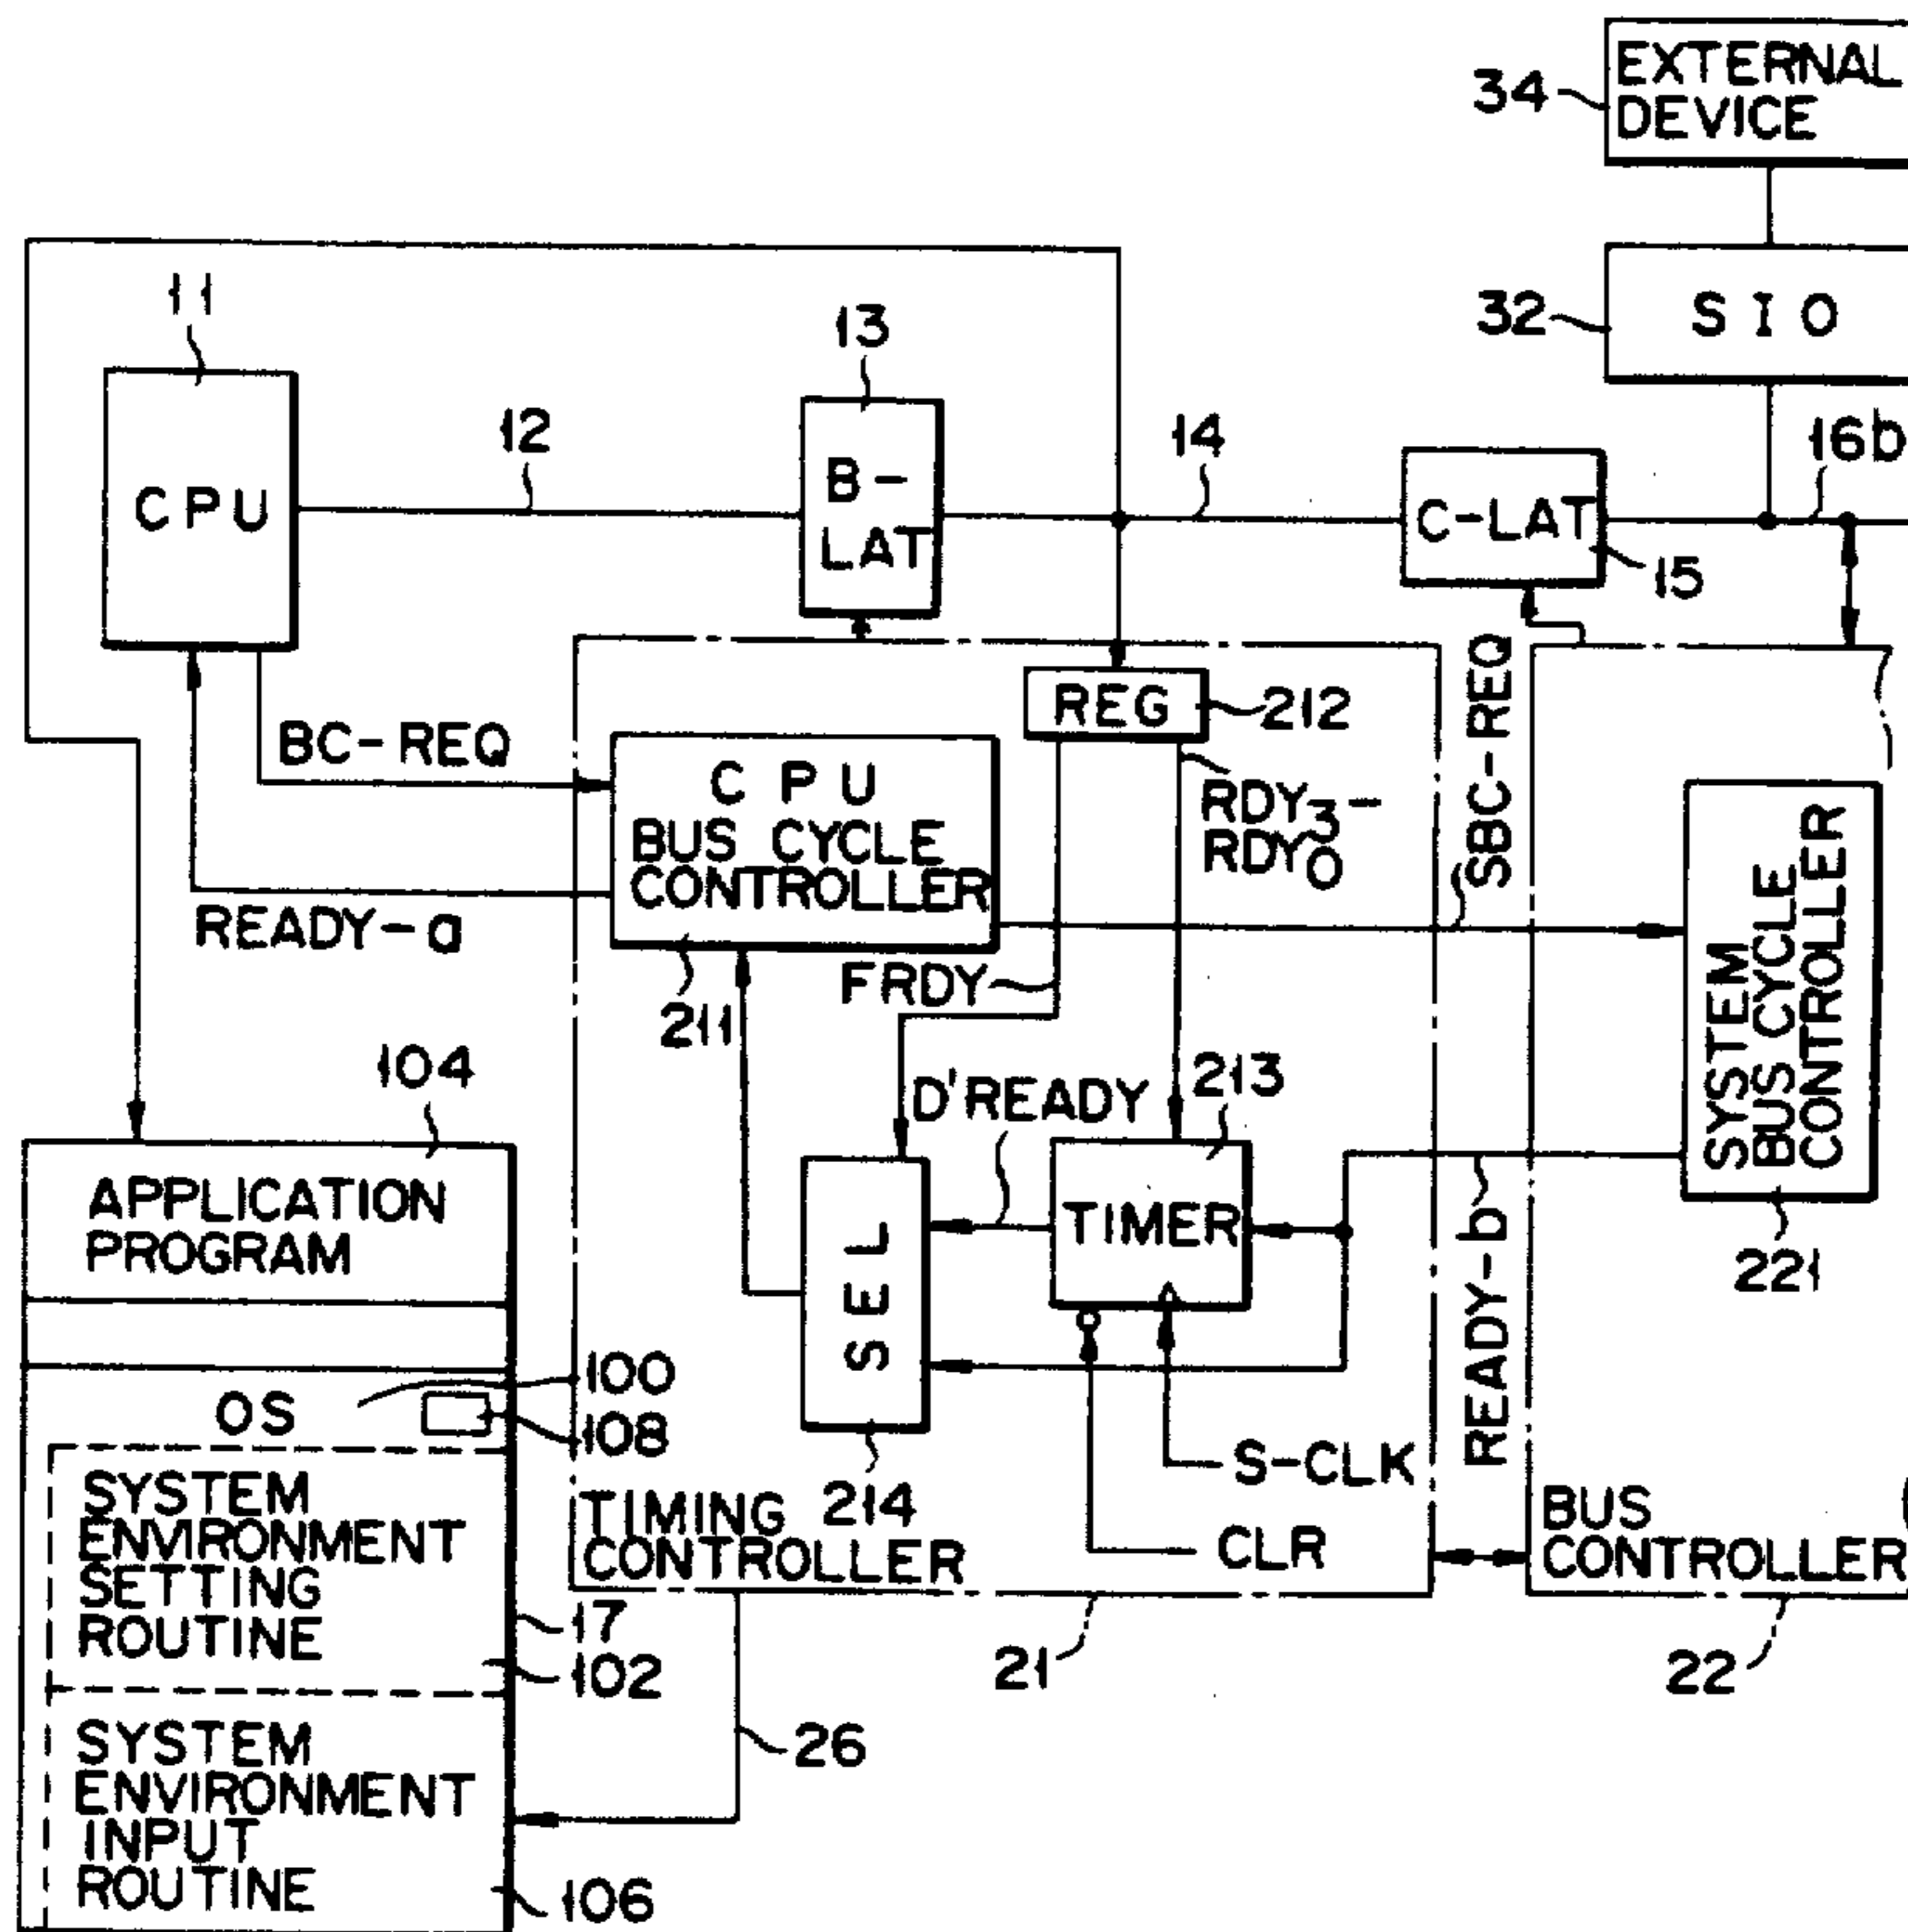 34
EXTERNAL
DEVICE
32
SIO
11
CPU
12
13
B-
LAT
14
C-LAT
15
16b
BC-REQ
READY-a
CPU
BUS CYCLE
CONTROLLER
211
REG
212
RDY3-
RDY0
FRDY
SBC-REQ
SYSTEM
BUS CYCLE
CONTROLLER
221
D'READY
213
TIMER
SEL
214
READY-b
S-CLK
CLR
TIMING
CONTROLLER
21
BUS
CONTROLLER
22
104
APPLICATION
PROGRAM
OS
100
108
SYSTEM
ENVIRONMENT
SETTING
ROUTINE
17
102
SYSTEM
ENVIRONMENT
INPUT
ROUTINE
106
26